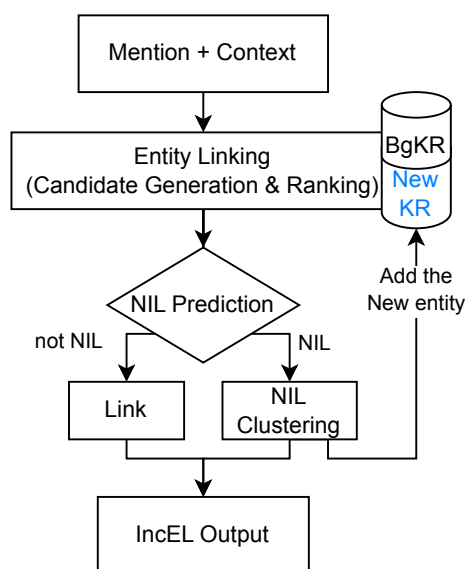 Mention + Context
Entity Linking
(Candidate Generation & Ranking)
BgKR
New
KR
Add the
New entity
NIL Prediction
not NIL
NIL
Link
NIL
Clustering
IncEL Output